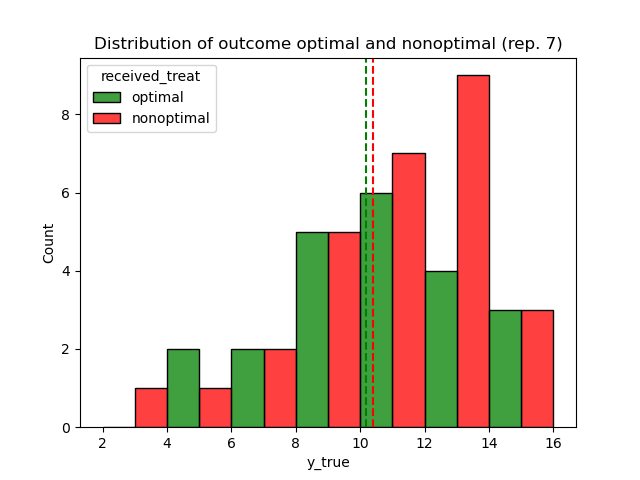 Distribution of outcome optimal and nonoptimal (rep. 7)
received_treat
optimal
nonoptimal
8
6
4
2
0
Count
2 4 6 8 10 12 14 16
y_true